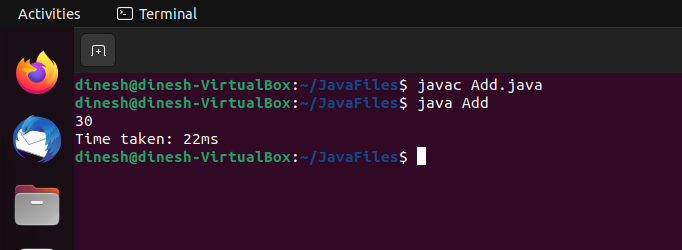 Activities
Terminal
dinesh@dinesh-VirtualBox:~/JavaFiles$ javac Add.java
dinesh@dinesh-VirtualBox:~/JavaFiles$ java Add
30
Time taken: 22ms
dinesh@dinesh-VirtualBox:~/JavaFiles$